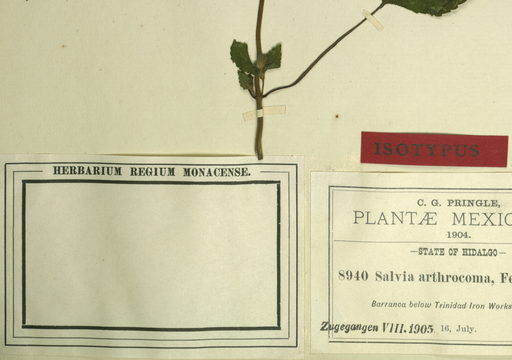 ISOTYPUS
HERBARIUM REGIUM MONACENSE.
C. G. PRINGLE,
PLANTÆ MEXIC
1904.
—STATE OF HIDALGO—
8940 Salvia arthrocoma, Fe
Barranca below Trinidad Iron Works
Zugegangen VIII. 1905. 16, July.